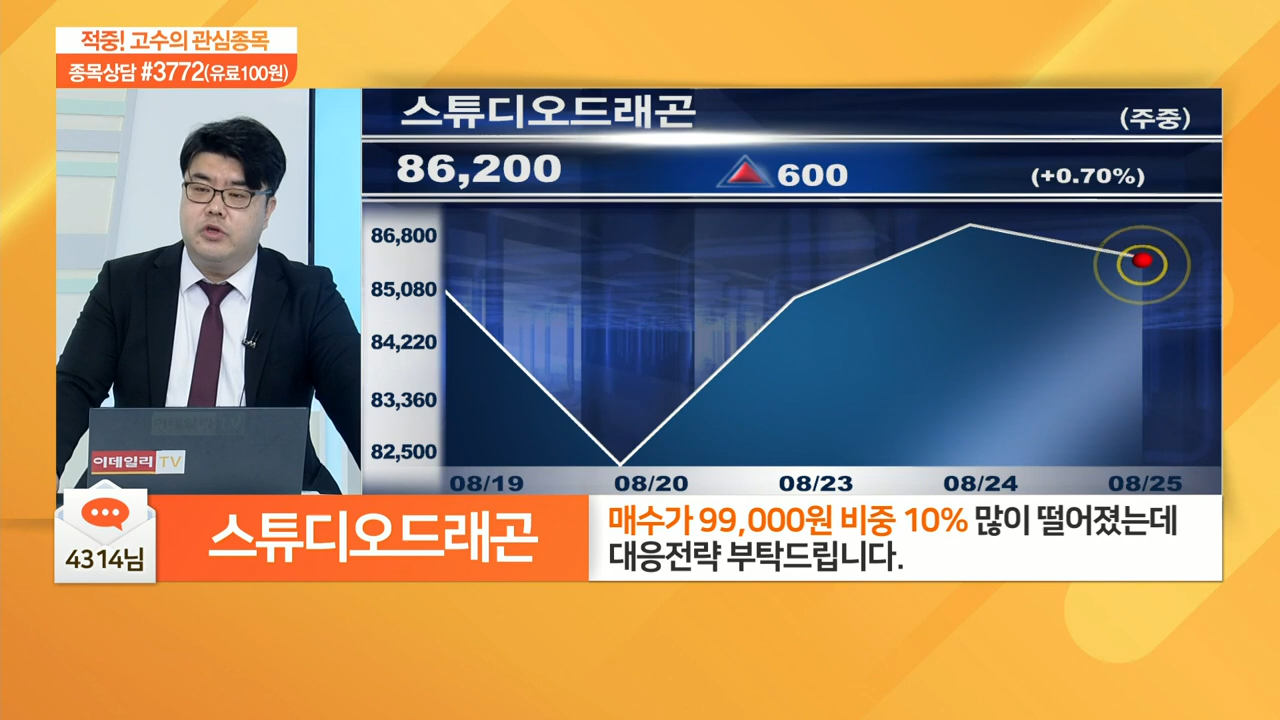 적중! 고수의 관심종목
종목상담 #3772(유료100원)
스튜디오드래곤
(주중)
86,200
600
(+0.70%)
86,800
85,080
84,220
83,360
82,500
08/19
08/20
08/23
08/24
08/25
이데일리 TV
4314님
스튜디오드래곤
매수가 99,000원 비중 10% 많이 떨어졌는데
대응전략 부탁드립니다.